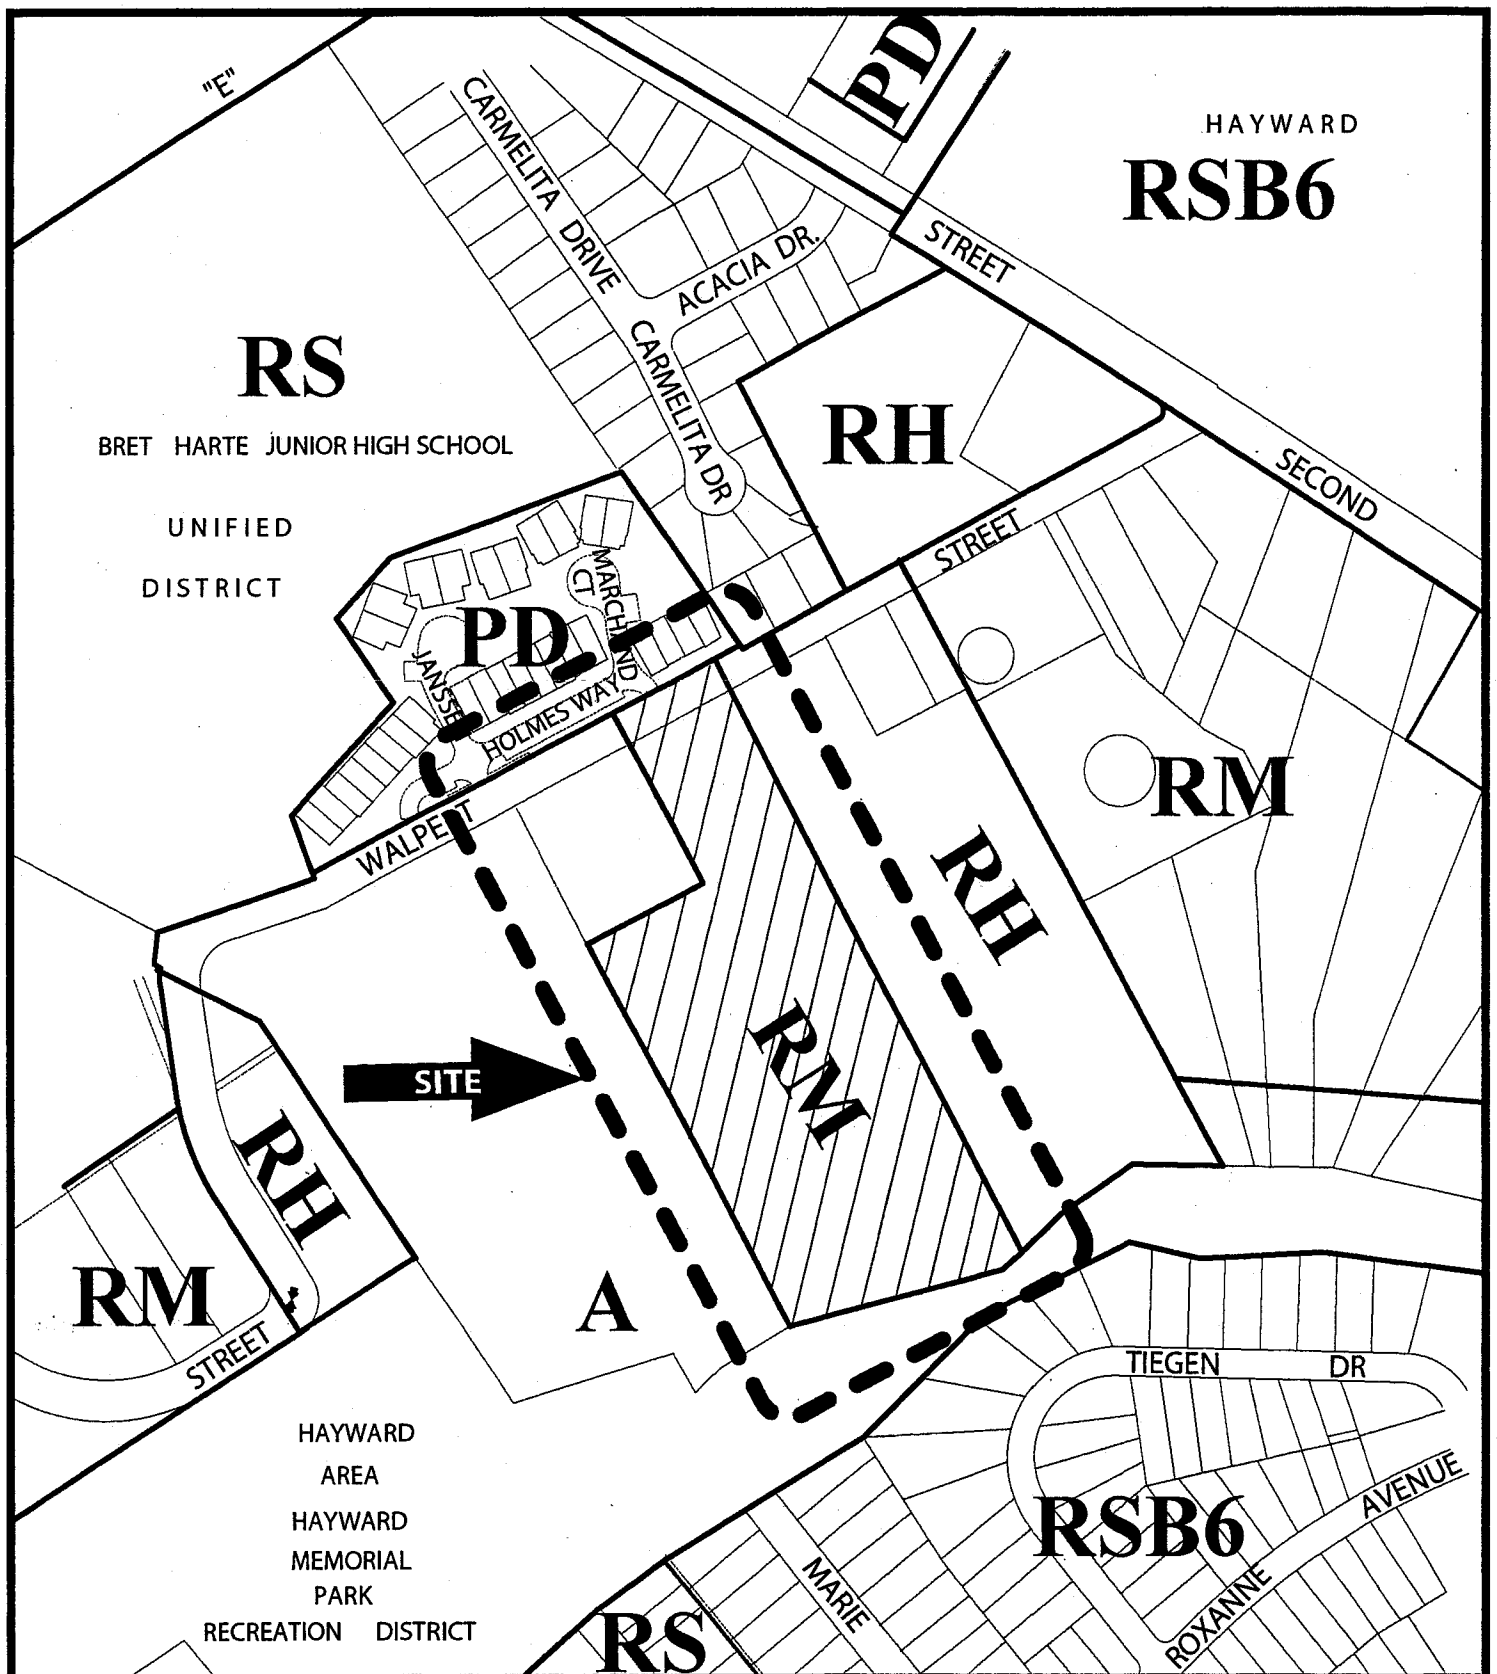 "E"
PD
HAYWARD
RSB6
CARMELITA DRIVE
ACACIA DR.
STREET
CARMELITA DR
RS
BRET HARTE JUNIOR HIGH SCHOOL
UNIFIED
DISTRICT
RH
SECOND
STREET
MARCHAND
CT
PD
HOLMES WAY
WALPERT
RM
RH
SITE
RM
RH
RM
STREET
A
TIEGEN DR
HAYWARD
AREA
HAYWARD
MEMORIAL
PARK
RECREATION DISTRICT
RSB6
AVENUE
ROXANNE
MARIE
RS